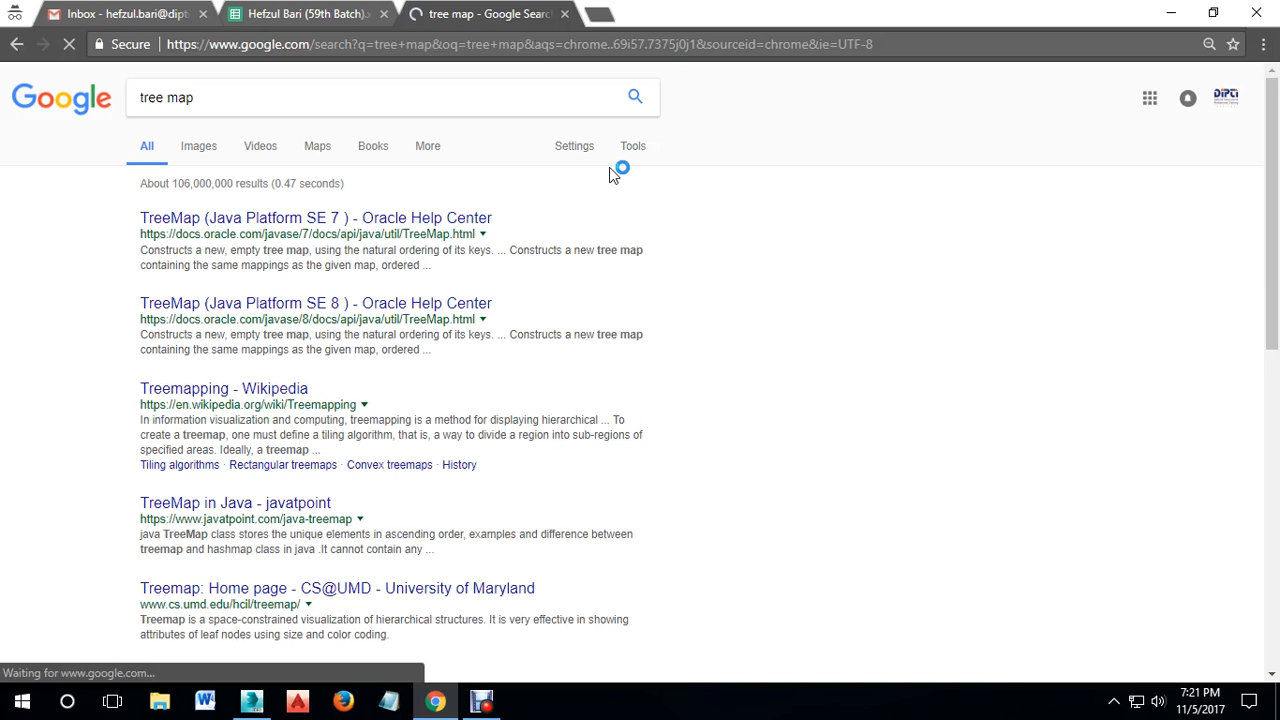 Inbox - hefzul.bari@dipti
Hefzul Bari (59th Batch).x
tree map - Google Searc
Secure
https://www.google.com/search?q=tree+map&oq=tree+map&aqs=chrome..69i57.7375j0j1&sourceid=chrome&ie=UTF-8
Google
tree map
DIPTI
All
Images
Videos
Maps
Books
More
Settings
Tools
About 106,000,000 results (0.47 seconds)
TreeMap (Java Platform SE 7 ) - Oracle Help Center
https://docs.oracle.com/javase/7/docs/api/java/util/TreeMap.html
Constructs a new, empty tree map, using the natural ordering of its keys. ... Constructs a new tree map
containing the same mappings as the given map, ordered ...
TreeMap (Java Platform SE 8 ) - Oracle Help Center
https://docs.oracle.com/javase/8/docs/api/java/util/TreeMap.html
Constructs a new, empty tree map, using the natural ordering of its keys. ... Constructs a new tree map
containing the same mappings as the given map, ordered ...
Treemapping - Wikipedia
https://en.wikipedia.org/wiki/Treemapping
In information visualization and computing, treemapping is a method for displaying hierarchical ... To
create a treemap, one must define a tiling algorithm, that is, a way to divide a region into sub-regions of
specified areas. Ideally, a treemap ...
Tiling algorithms · Rectangular treemaps · Convex treemaps · History
TreeMap in Java - javatpoint
https://www.javatpoint.com/java-treemap
java TreeMap class stores the unique elements in ascending order, examples and difference between
treemap and hashmap class in java .It cannot contain any ...
Treemap: Home page - CS@UMD - University of Maryland
www.cs.umd.edu/hcil/treemap/
Treemap is a space-constrained visualization of hierarchical structures. It is very effective in showing
attributes of leaf nodes using size and color coding.
Waiting for www.google.com...
7:21 PM
11/5/2017